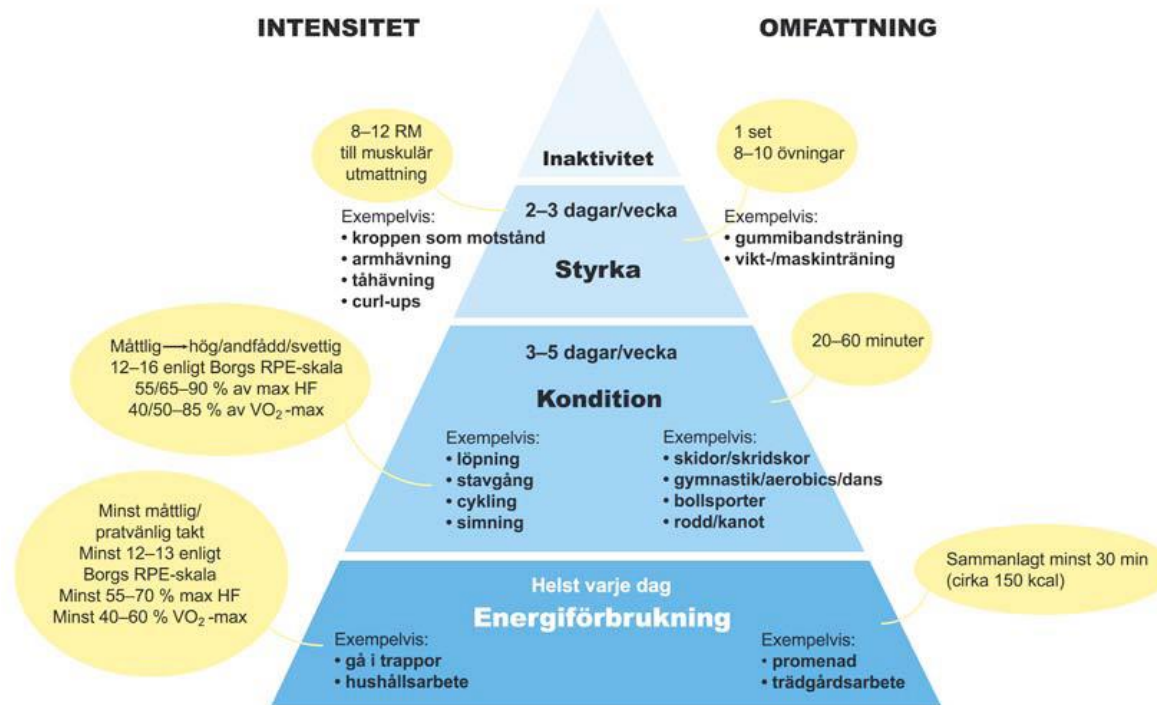 INTENSITET
OMFATTNING
8–12 RM
till muskulär
utmattning
Inaktivitet
1 set
8–10 övningar
2–3 dagar/vecka
Styrka
Exempelvis:
• kroppen som motstånd
• armhävning
• tåhävning
• curl-ups
Exempelvis:
• gummibandsträning
• vikt-/maskinträning
Måttlig→hög/andfådd/svettig
12–16 enligt Borgs RPE-skala
55/65–90 % av max HF
40/50–85 % av VO₂-max
3–5 dagar/vecka
Kondition
20–60 minuter
Exempelvis:
• löpning
• stavgång
• cykling
• simning
Exempelvis:
• skidor/skridskor
• gymnastik/aerobics/dans
• bollsporter
• rodd/kanot
Minst måttlig/
pratvänlig takt
Minst 12–13 enligt
Borgs RPE-skala
Minst 55–70 % max HF
Minst 40–60 % VO₂-max
Helst varje dag
Energiförbrukning
Sammanlagt minst 30 min
(cirka 150 kcal)
Exempelvis:
• gå i trappor
• hushållsarbete
Exempelvis:
• promenad
• trädgårdsarbete